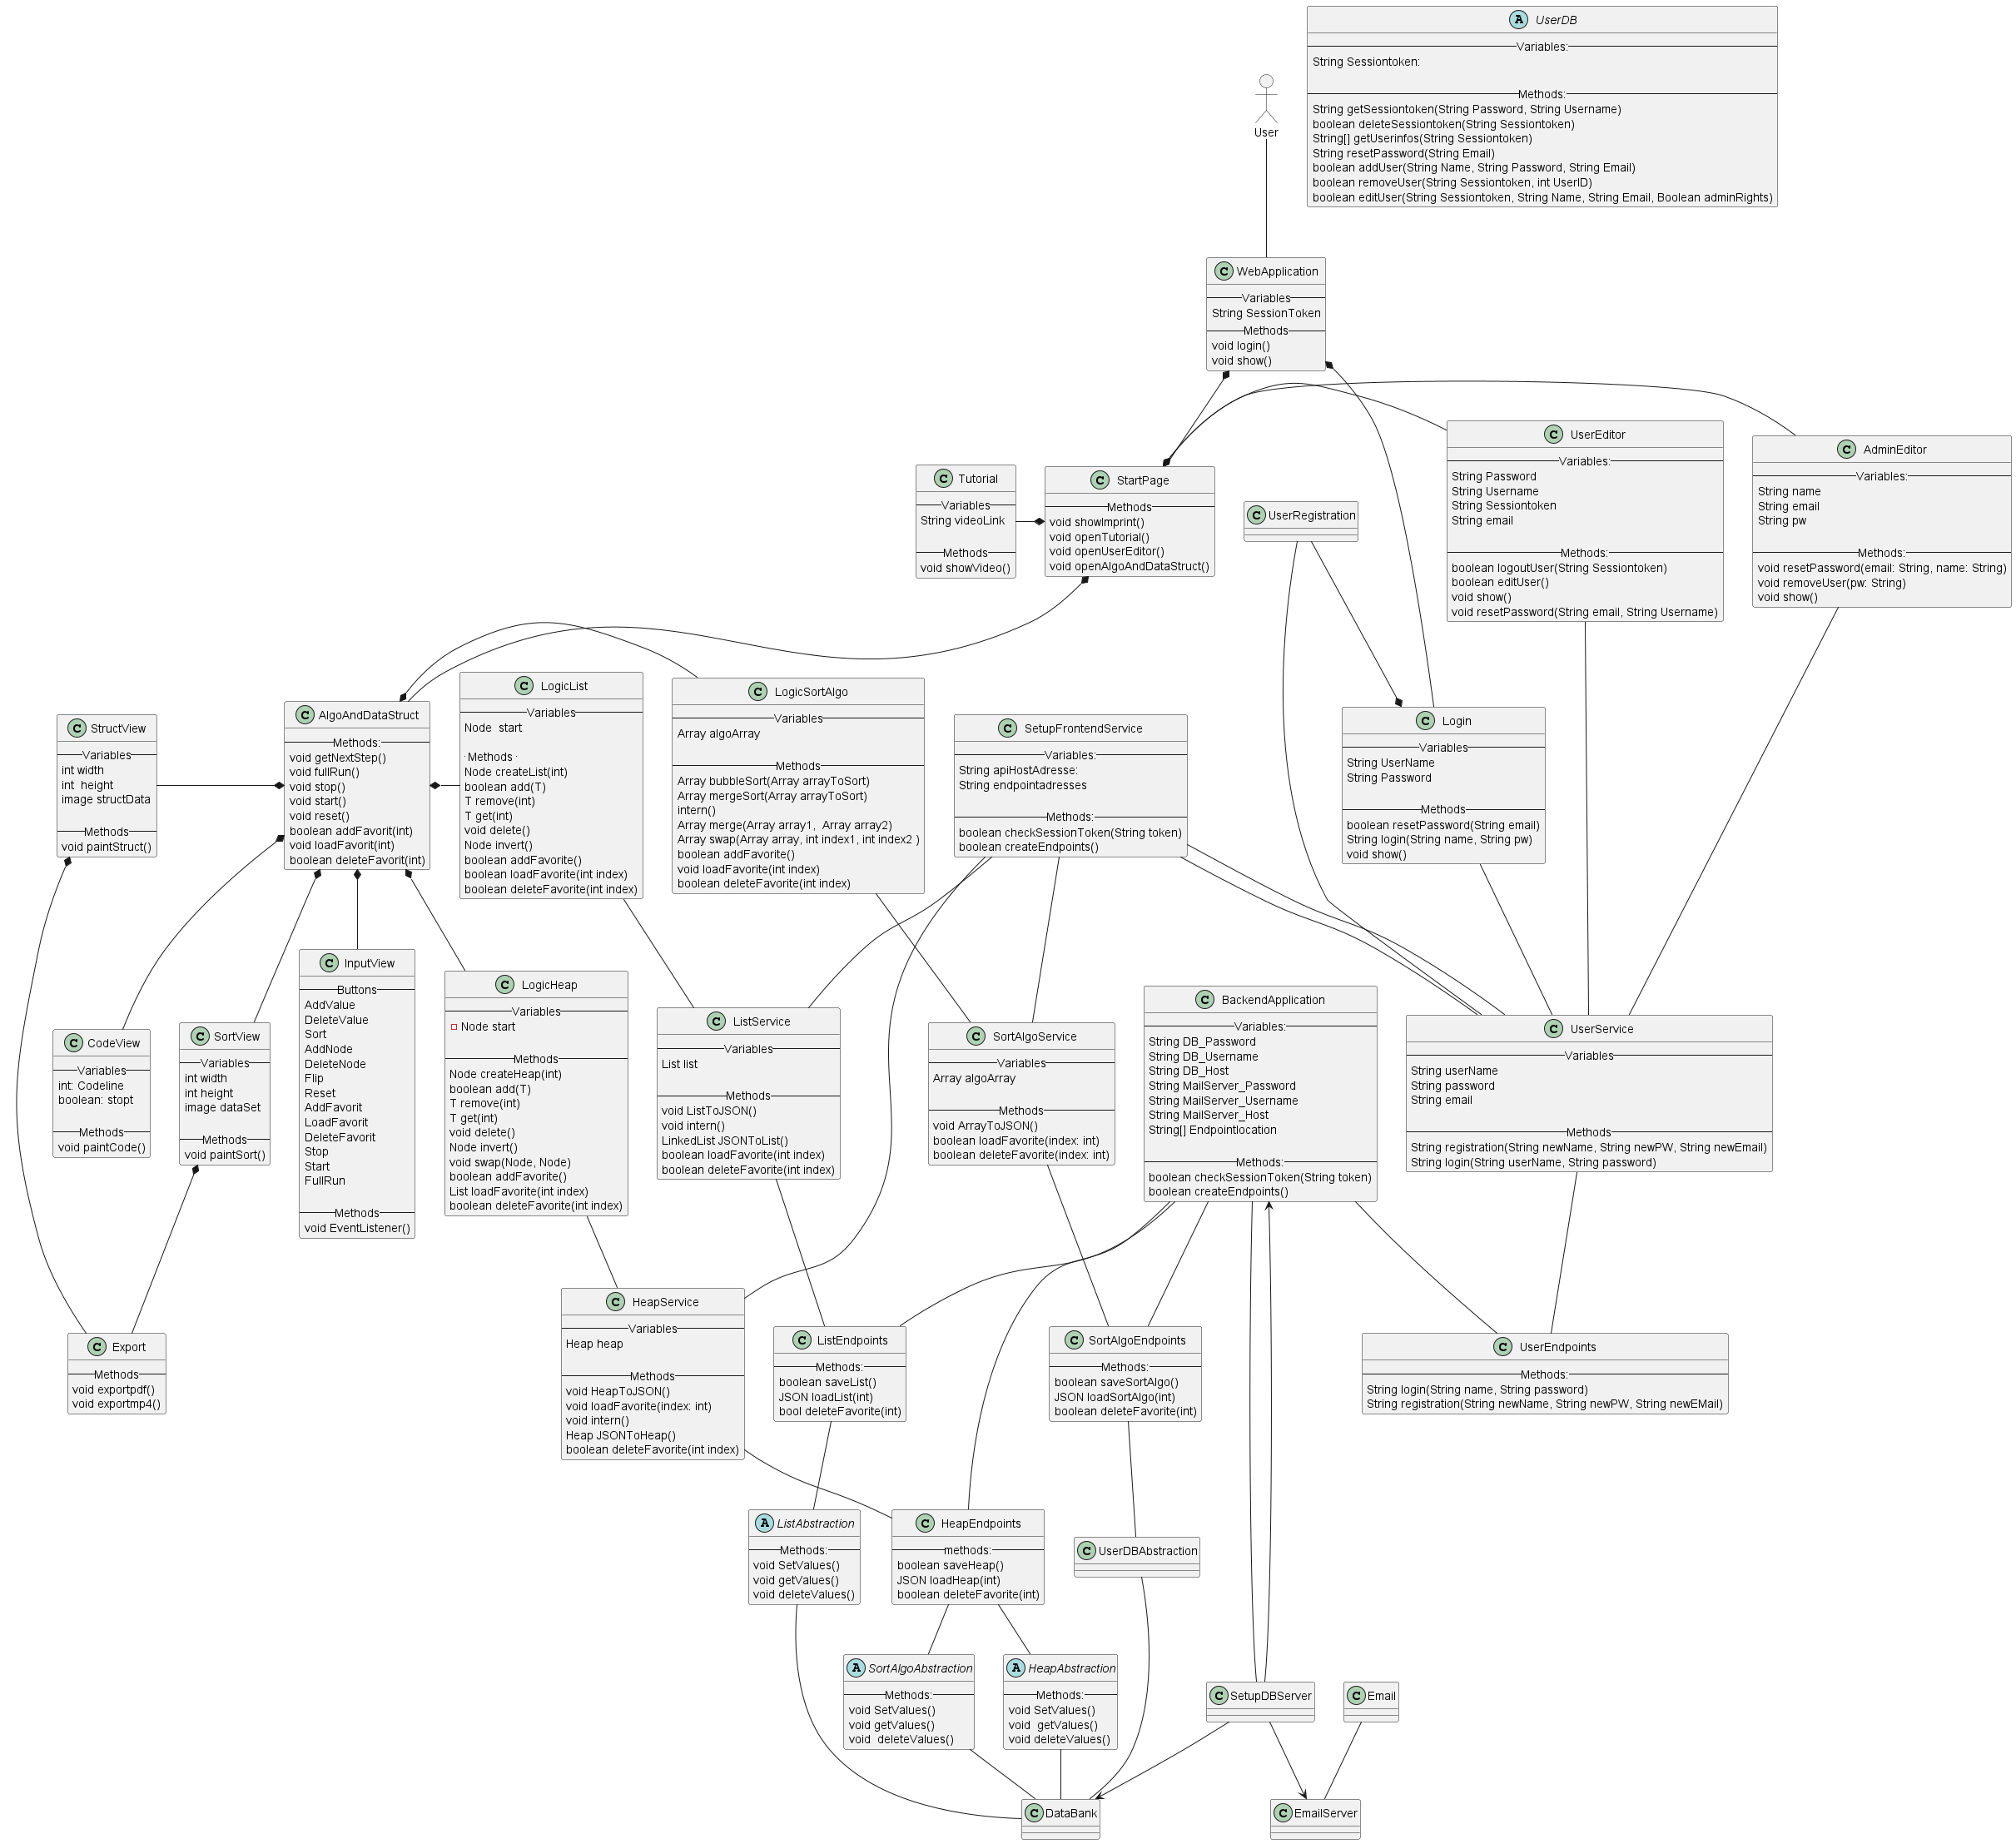 UserDB
Variables:
String Sessiontoken:
Methods:
String getSessiontoken(String Password, String Username)
boolean deleteSessiontoken(String Sessiontoken)
String[] getUserinfos(String Sessiontoken)
String resetPassword(String Email)
boolean addUser(String Name, String Password, String Email)
boolean removeUser(String Sessiontoken, int UserID)
boolean editUser(String Sessiontoken, String Name, String Email, Boolean adminRights)
User
WebApplication
Variables
String SessionToken
Methods
void login()
void show()
Tutorial
Variables
String videoLink
Methods
void showVideo()
StartPage
Methods
void showImprint()
void openTutorial()
void openUserEditor()
void openAlgoAndDataStruct()
UserRegistration
UserEditor
Variables:
String Password
String Username
String Sessiontoken
String email
Methods:
boolean logoutUser(String Sessiontoken)
boolean editUser()
void show()
void resetPassword(String email, String Username)
AdminEditor
Variables:
String name
String email
String pw
Methods:
void resetPassword(email: String, name: String)
void removeUser(pw: String)
void show()
StructView
Variables
int width
int  height
image structData
Methods
void paintStruct()
AlgoAndDataStruct
Methods:
void getNextStep()
void fullRun()
void stop()
void start()
void reset()
boolean addFavorit(int)
void loadFavorit(int)
boolean deleteFavorit(int)
LogicList
Variables
Node  start
Methods
Node createList(int)
boolean add(T)
T remove(int)
T get(int)
void delete()
Node invert()
boolean addFavorite()
boolean loadFavorite(int index)
boolean deleteFavorite(int index)
LogicSortAlgo
Variables
Array algoArray
Methods
Array bubbleSort(Array arrayToSort)
Array mergeSort(Array arrayToSort)
intern()
Array merge(Array array1,  Array array2)
Array swap(Array array, int index1, int index2 )
boolean addFavorite()
void loadFavorite(int index)
boolean deleteFavorite(int index)
SetupFrontendService
Variables:
String apiHostAdresse:
String endpointadresses
Methods:
boolean checkSessionToken(String token)
boolean createEndpoints()
Login
Variables
String UserName
String Password
Methods
boolean resetPassword(String email)
String login(String name, String pw)
void show()
CodeView
Variables
int: Codeline
boolean: stopt
Methods
void paintCode()
SortView
Variables
int width
int height
image dataSet
Methods
void paintSort()
InputView
Buttons
AddValue
DeleteValue
Sort
AddNode
DeleteNode
Flip
Reset
AddFavorit
LoadFavorit
DeleteFavorit
Stop
Start
FullRun
Methods
void EventListener()
LogicHeap
Variables
Node start
Methods
Node createHeap(int)
boolean add(T)
T remove(int)
T get(int)
void delete()
Node invert()
void swap(Node, Node)
boolean addFavorite()
List loadFavorite(int index)
boolean deleteFavorite(int index)
ListService
Variables
List list
Methods
void ListToJSON()
void intern()
LinkedList JSONToList()
boolean loadFavorite(int index)
boolean deleteFavorite(int index)
SortAlgoService
Variables
Array algoArray
Methods
void ArrayToJSON()
boolean loadFavorite(index: int)
boolean deleteFavorite(index: int)
BackendApplication
Variables:
String DB_Password
String DB_Username
String DB_Host
String MailServer_Password
String MailServer_Username
String MailServer_Host
String[] Endpointlocation
Methods:
boolean checkSessionToken(String token)
boolean createEndpoints()
UserService
Variables
String userName
String password
String email
Methods
String registration(String newName, String newPW, String newEmail)
String login(String userName, String password)
Export
Methods
void exportpdf()
void exportmp4()
HeapService
Variables
Heap heap
Methods
void HeapToJSON()
void loadFavorite(index: int)
void intern()
Heap JSONToHeap()
boolean deleteFavorite(int index)
ListEndpoints
Methods:
boolean saveList()
JSON loadList(int)
bool deleteFavorite(int)
SortAlgoEndpoints
Methods:
boolean saveSortAlgo()
JSON loadSortAlgo(int)
boolean deleteFavorite(int)
UserEndpoints
Methods:
String login(String name, String password)
String registration(String newName, String newPW, String newEMail)
ListAbstraction
Methods:
void SetValues()
void getValues()
void deleteValues()
HeapEndpoints
methods:
boolean saveHeap()
JSON loadHeap(int)
boolean deleteFavorite(int)
UserDBAbstraction
SortAlgoAbstraction
Methods:
void SetValues()
void getValues()
void  deleteValues()
HeapAbstraction
Methods:
void SetValues()
void  getValues()
void deleteValues()
SetupDBServer
Email
DataBank
EmailServer